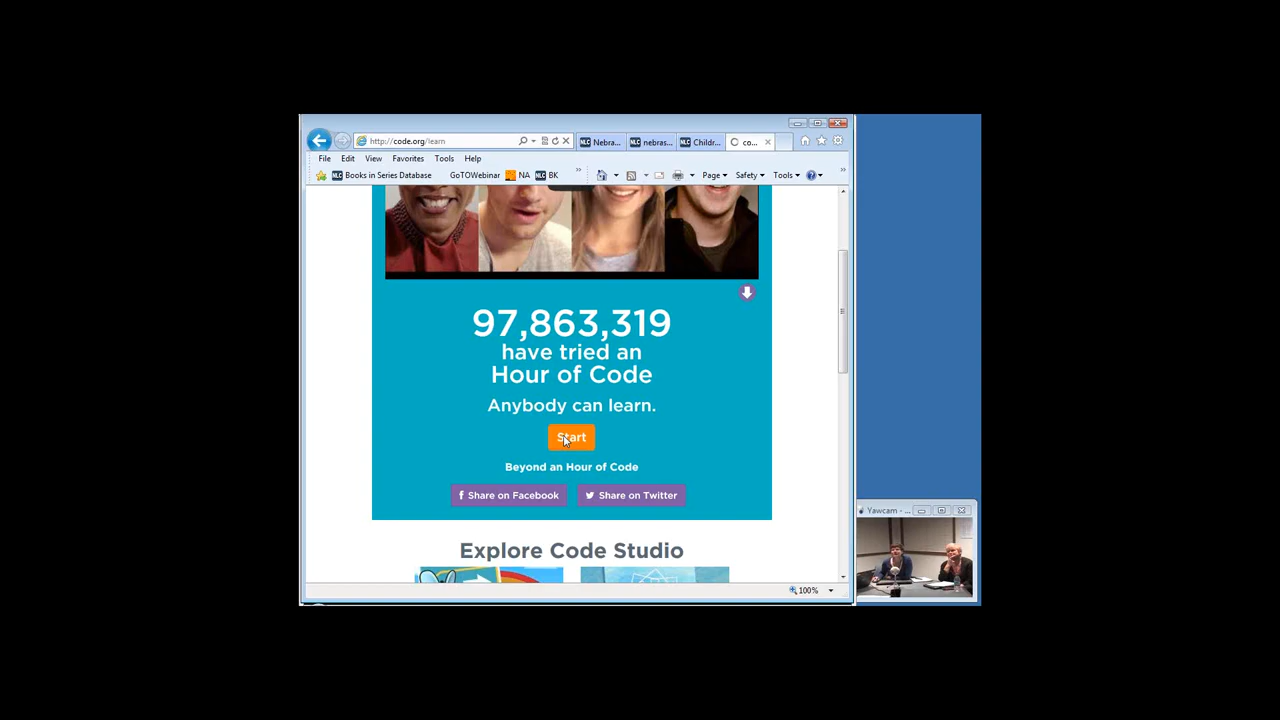 http://code.org/learn
Nebra...
nebras...
Childr...
co...
File Edit View Favorites Tools Help
Books in Series Database GoTOWebinar NA BK
Page Safety Tools
97,863,319
have tried an
Hour of Code
Anybody can learn.
Start
Beyond an Hour of Code
Share on Facebook Share on Twitter
Explore Code Studio
100%
Yawcam - ...